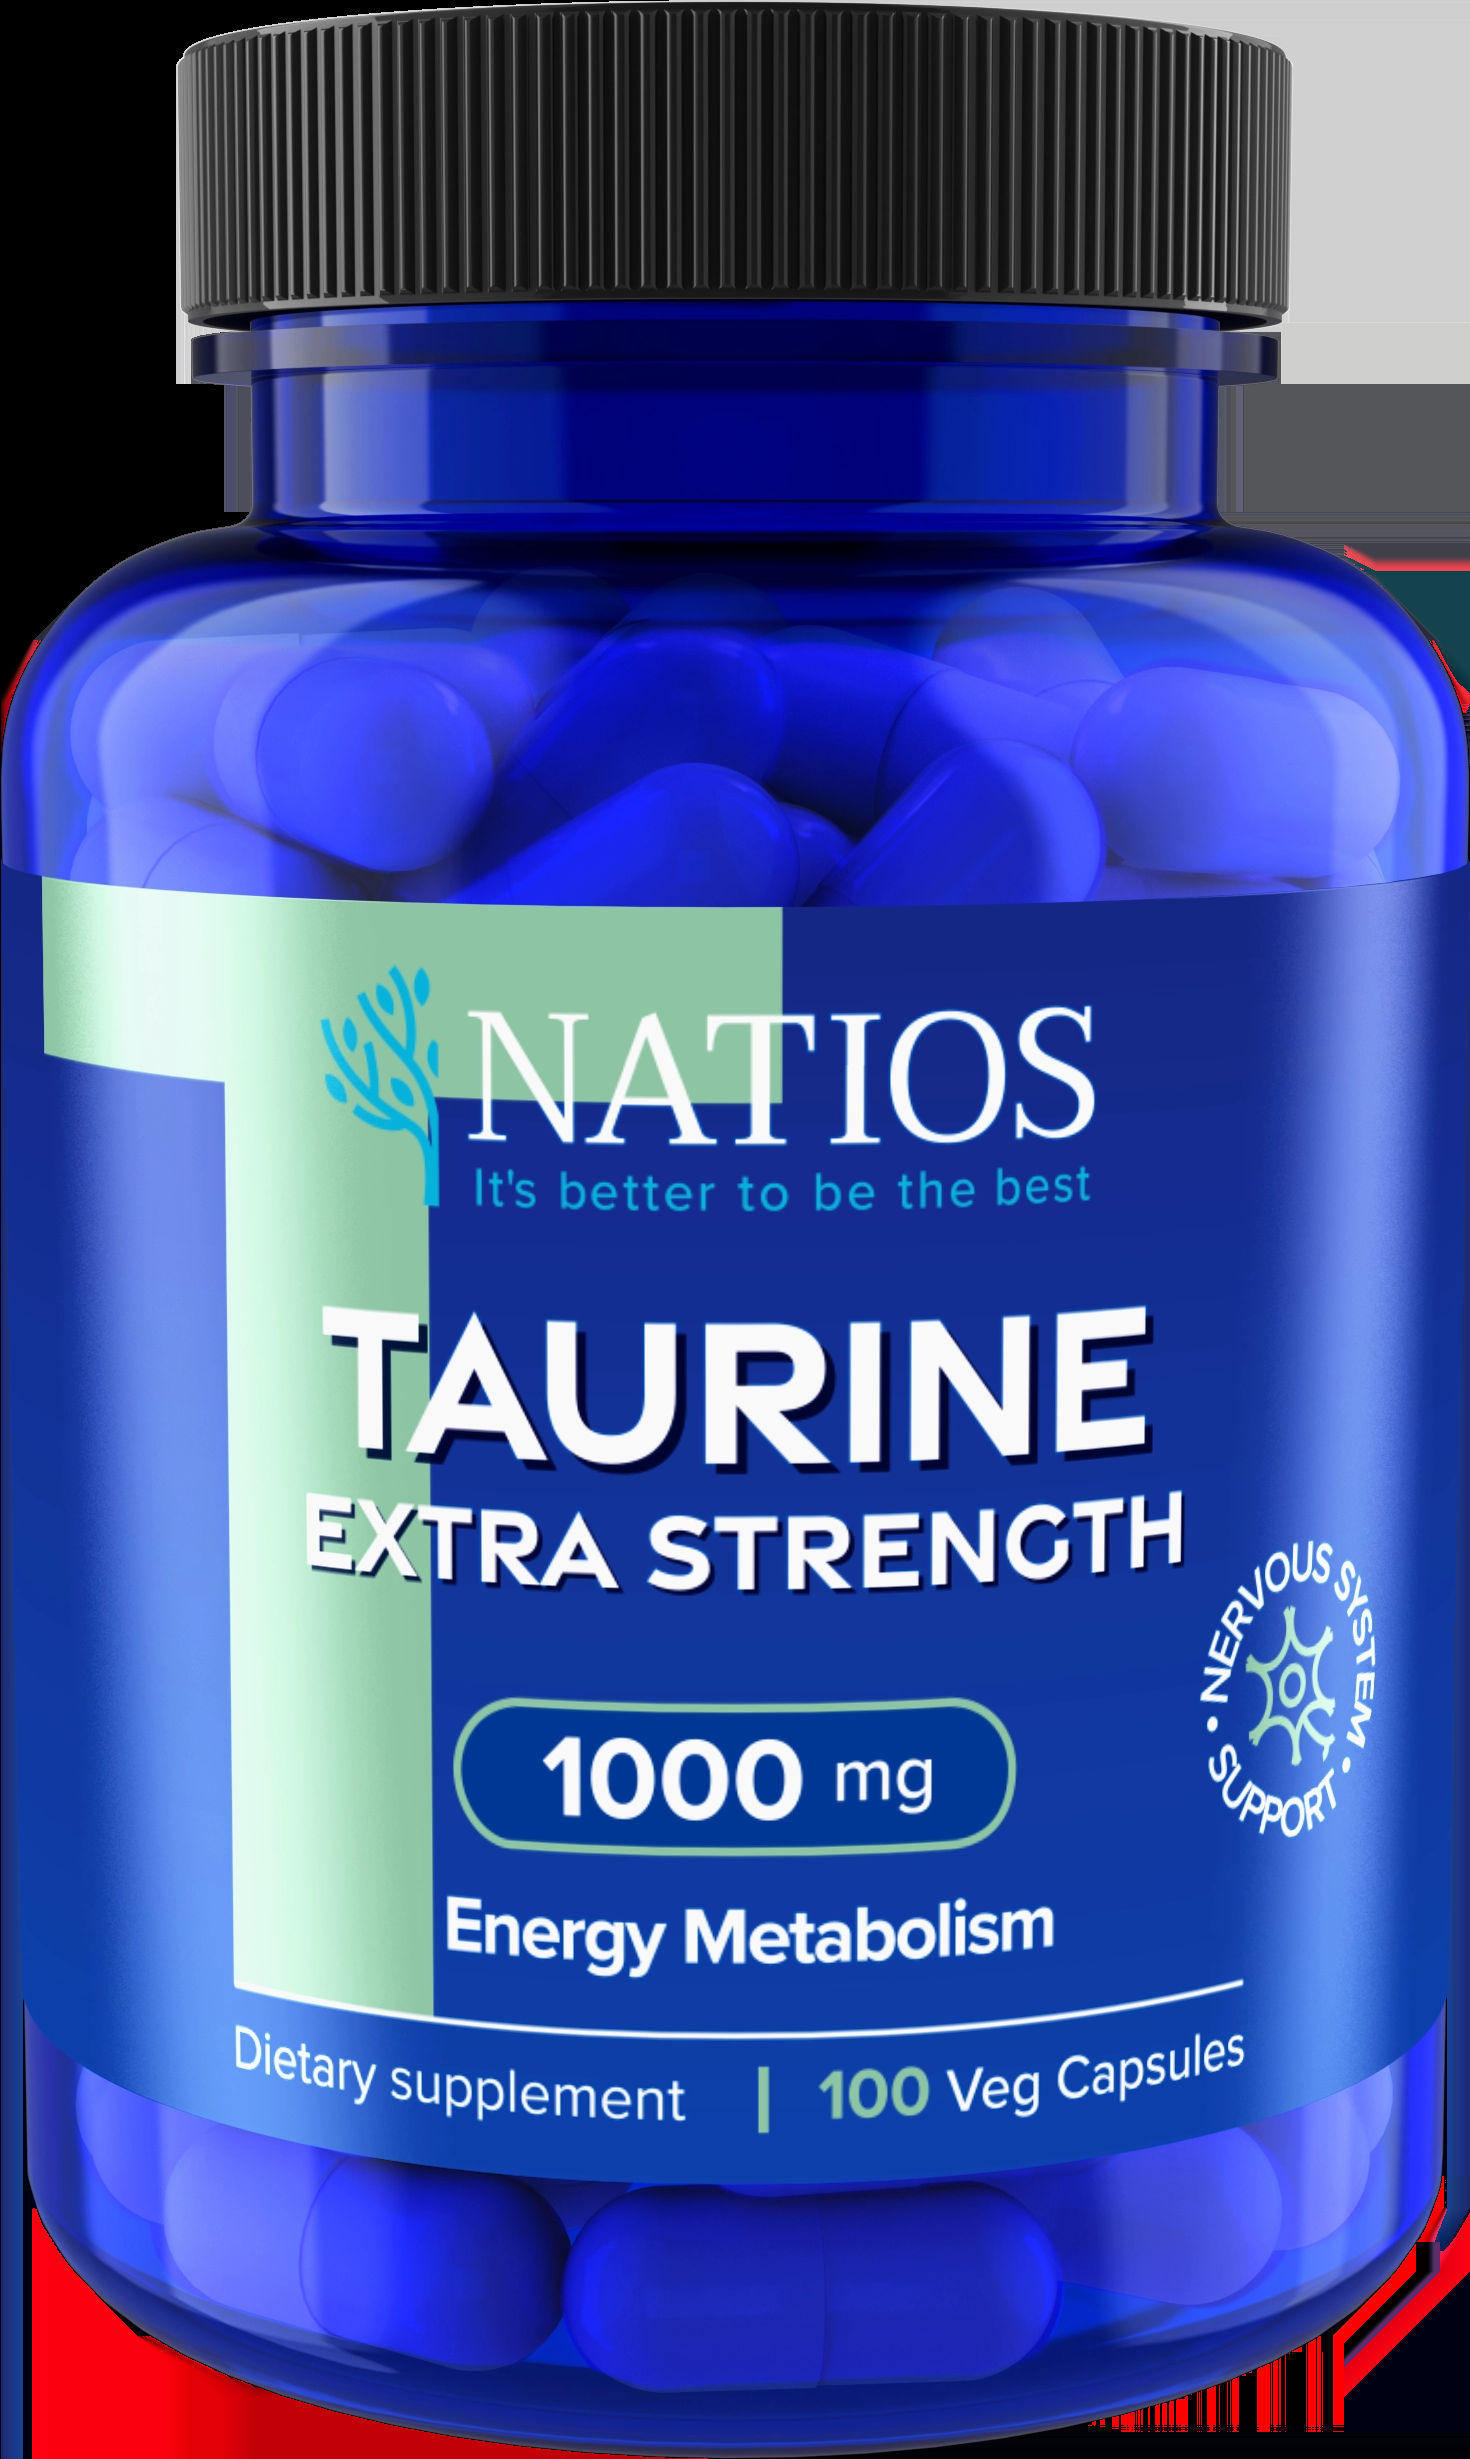 NATIOS
It's better to be the best
TAURINE
EXTRA STRENGTH
NERVOUS SYSTEM
• SUPPORT •
1000 mg
Energy Metabolism
Dietary supplement | 100 Veg Capsules